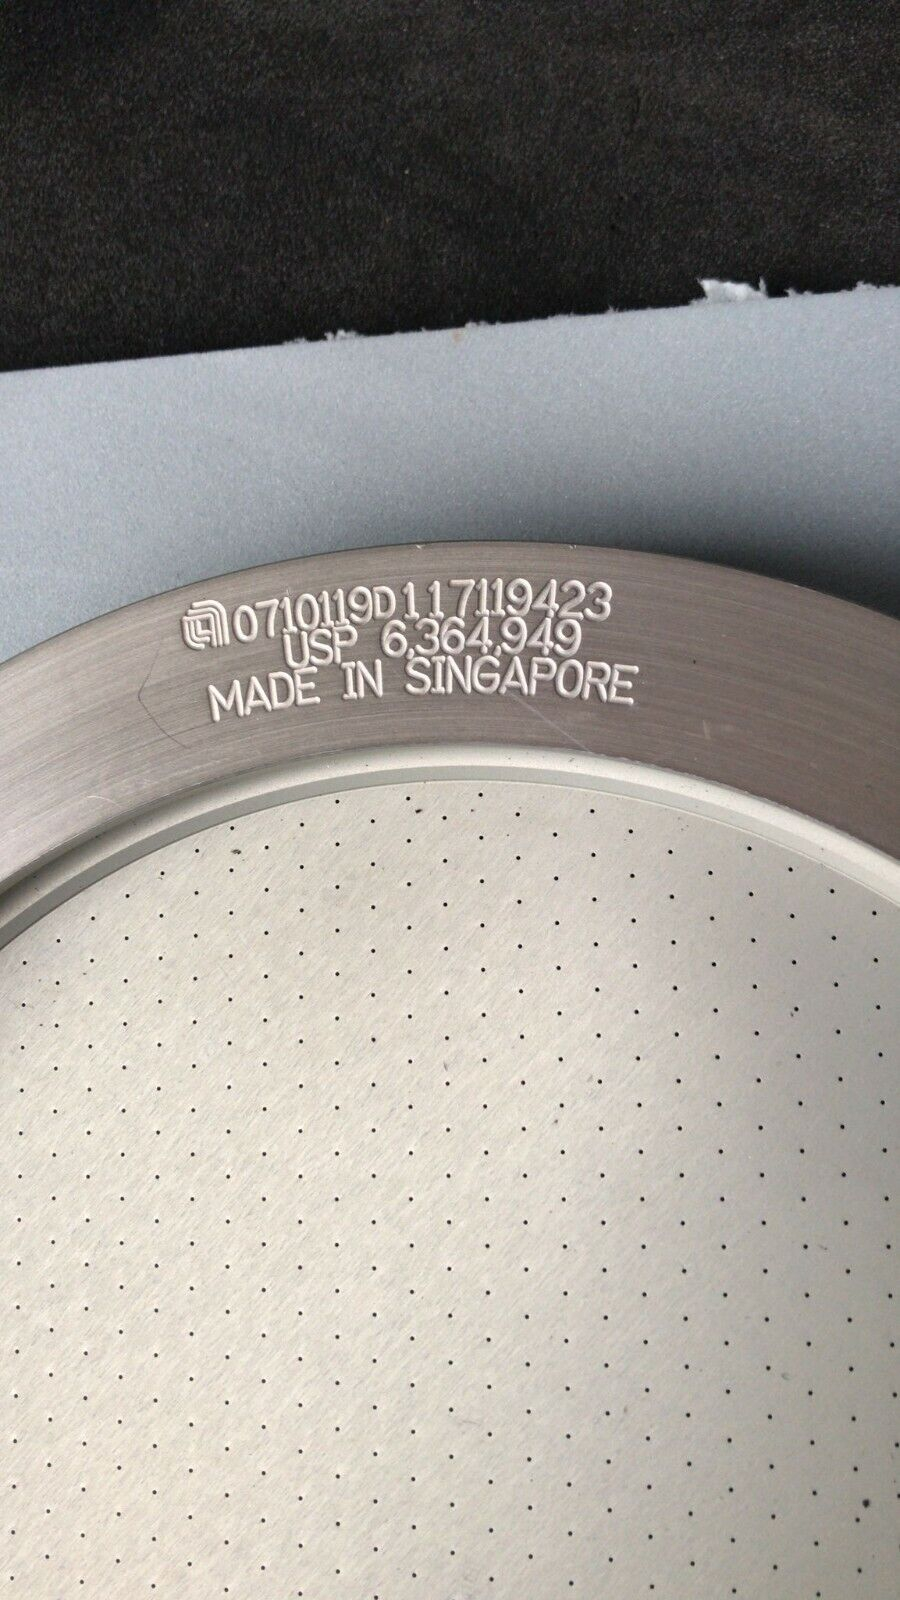 0710119D117119423
USP 6,364,949
MADE IN SINGAPORE